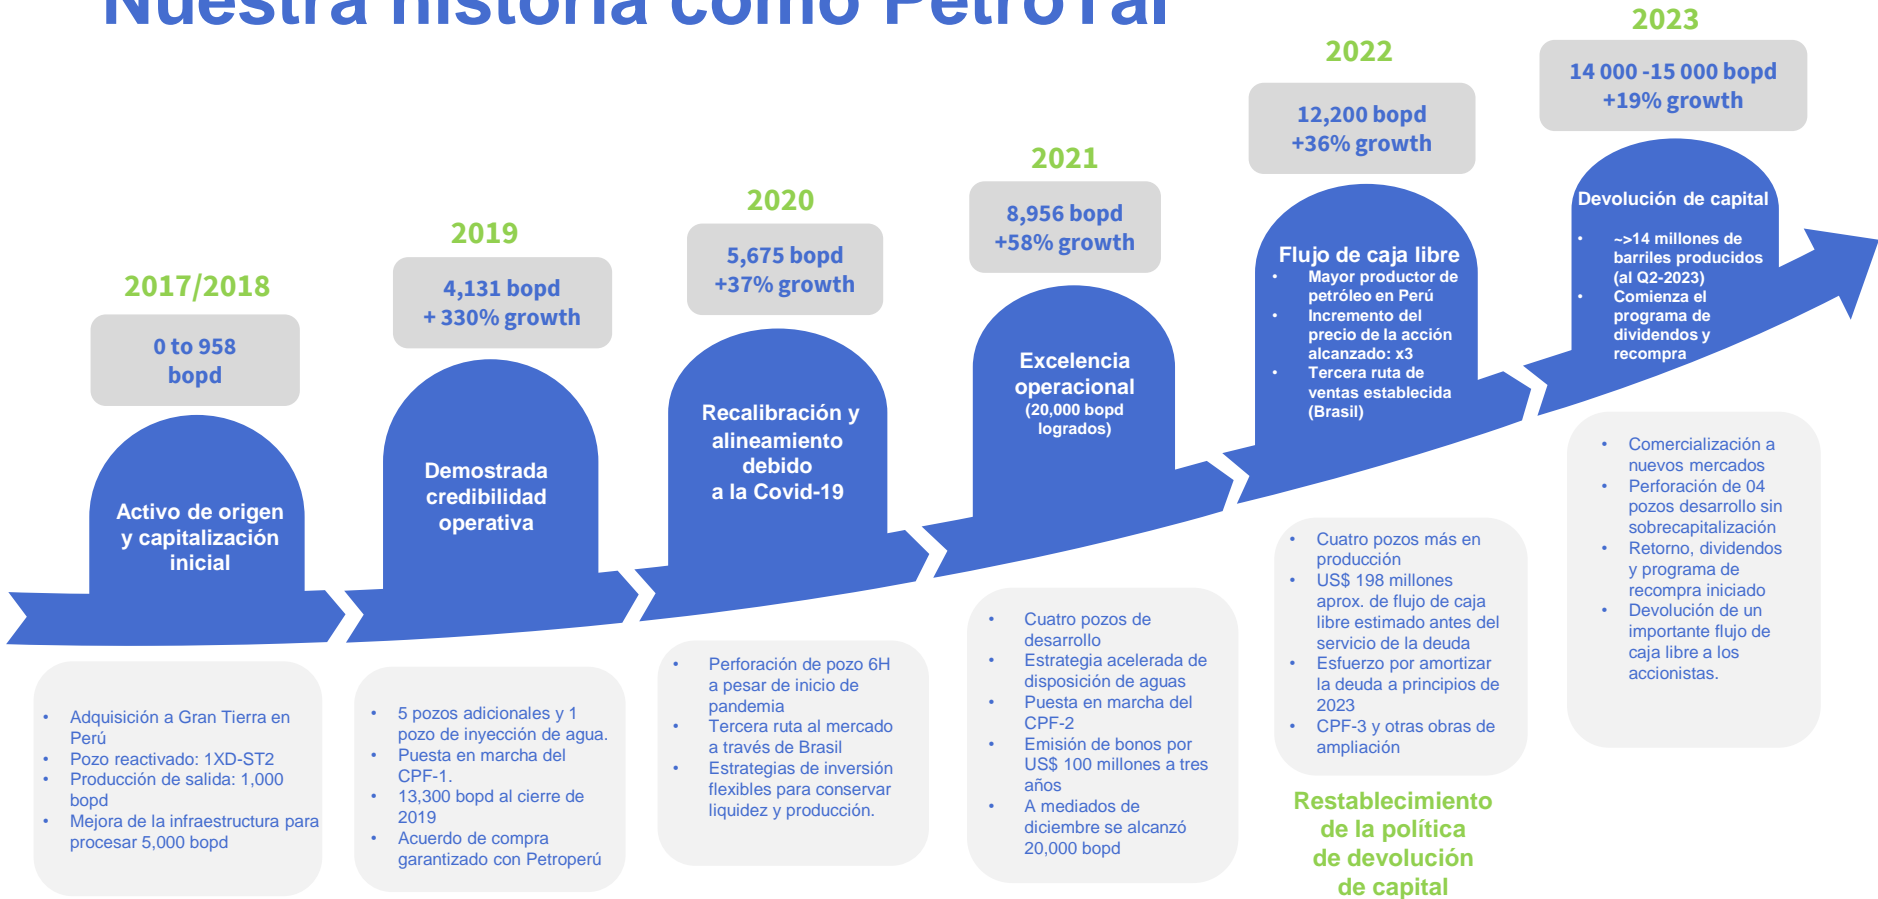 Nuestra historia como PetroTal
2017/2018
0 to 958
bopd
Activo de origen
y capitalización
inicial
• Adquisición a Gran Tierra en
Perú
• Pozo reactivado: 1XD-ST2
• Producción de salida: 1,000
bopd
• Mejora de la infraestructura para
procesar 5,000 bopd
2019
4,131 bopd
+ 330% growth
Demostrada
credibilidad
operativa
• 5 pozos adicionales y 1
pozo de inyección de agua.
• Puesta en marcha del
CPF-1.
• 13,300 bopd al cierre de
2019
• Acuerdo de compra
garantizado con Petroperú
2020
5,675 bopd
+37% growth
Recalibración y
alineamiento
debido
a la Covid-19
• Perforación de pozo 6H
a pesar de inicio de
pandemia
• Tercera ruta al mercado
a través de Brasil
• Estrategias de inversión
flexibles para conservar
liquidez y producción.
2021
8,956 bopd
+58% growth
Excelencia
operacional
(20,000 bopd
logrados)
• Cuatro pozos de
desarrollo
• Estrategia acelerada de
disposición de aguas
• Puesta en marcha del
CPF-2
• Emisión de bonos por
US$ 100 millones a tres
años
• A mediados de
diciembre se alcanzó
20,000 bopd
2022
12,200 bopd
+36% growth
Flujo de caja libre
• Mayor productor de
petróleo en Perú
• Incremento del
precio de la acción
alcanzado: x3
• Tercera ruta de
ventas establecida
(Brasil)
• Cuatro pozos más en
producción
• US$ 198 millones
aprox. de flujo de caja
libre estimado antes del
servicio de la deuda
• Esfuerzo por amortizar
la deuda a principios de
2023
• CPF-3 y otras obras de
ampliación
Restablecimiento
de la política
de devolución
de capital
2023
14 000 -15 000 bopd
+19% growth
Devolución de capital
• ~>14 millones de
barriles producidos
(al Q2-2023)
• Comienza el
programa de
dividendos y
recompra
• Comercialización a
nuevos mercados
• Perforación de 04
pozos desarrollo sin
sobrecapitalización
• Retorno, dividendos
y programa de
recompra iniciado
• Devolución de un
importante flujo de
caja libre a los
accionistas.